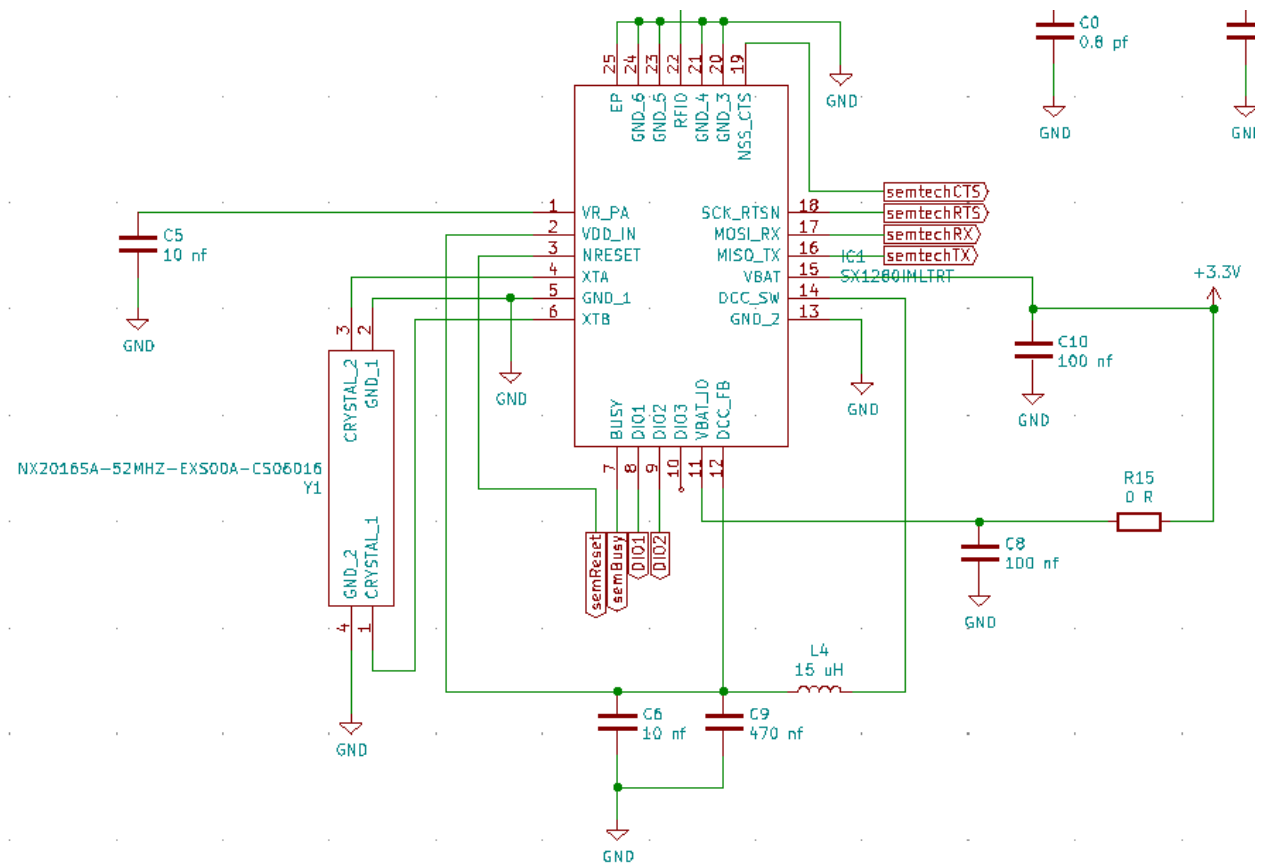 C0
0.8 pf
GND
GND
GN
25
24
23
22
21
20
19
EP
GND_6
GND_5
RFIO
GND_4
GND_3
NSS_CTS
1
VR_PA
2
VDD_IN
3
NRESET
4
XTA
5
GND_1
6
XTB
SCK_RTSN
18
MOSI_RX
17
MISO_TX
16
VBAT
15
DCC_SW
14
GND_2
13
semtechCTS
semtechRTS
semtechRX
semtechTX
IC1
SX1280IMLTRT
+3.3V
C5
10 nf
GND
C10
100 nf
GND
GND
GND
BUSY
DIO1
DIO2
DIO3
VBAT_IO
DCC_FB
7
8
9
10
11
12
3
2
CRYSTAL_2
GND_1
NX2016SA-52MHZ-EXS00A-CS06016
Y1
GND_2
CRYSTAL_1
4
1
GND
semReset
semBusy
DIO1
DIO2
R15
0 R
C8
100 nf
GND
L4
15 uH
C6
10 nf
C9
470 nf
GND